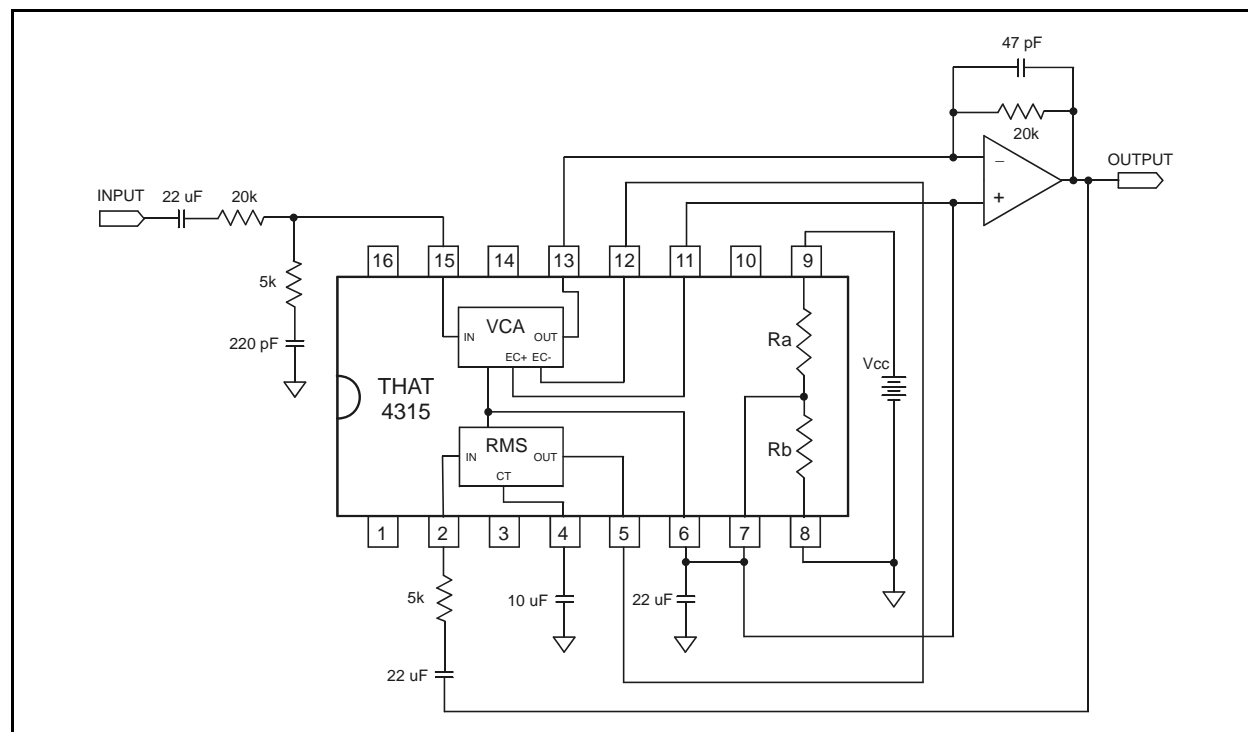 47 pF
20k
OUTPUT
−
+
INPUT
22 uF
20k
16
15
14
13
12
11
10
9
5k
220 pF
VCA
IN
OUT
EC+ EC-
Ra
Vcc
THAT
4315
RMS
IN
OUT
CT
Rb
1
2
3
4
5
6
7
8
5k
10 uF
22 uF
22 uF